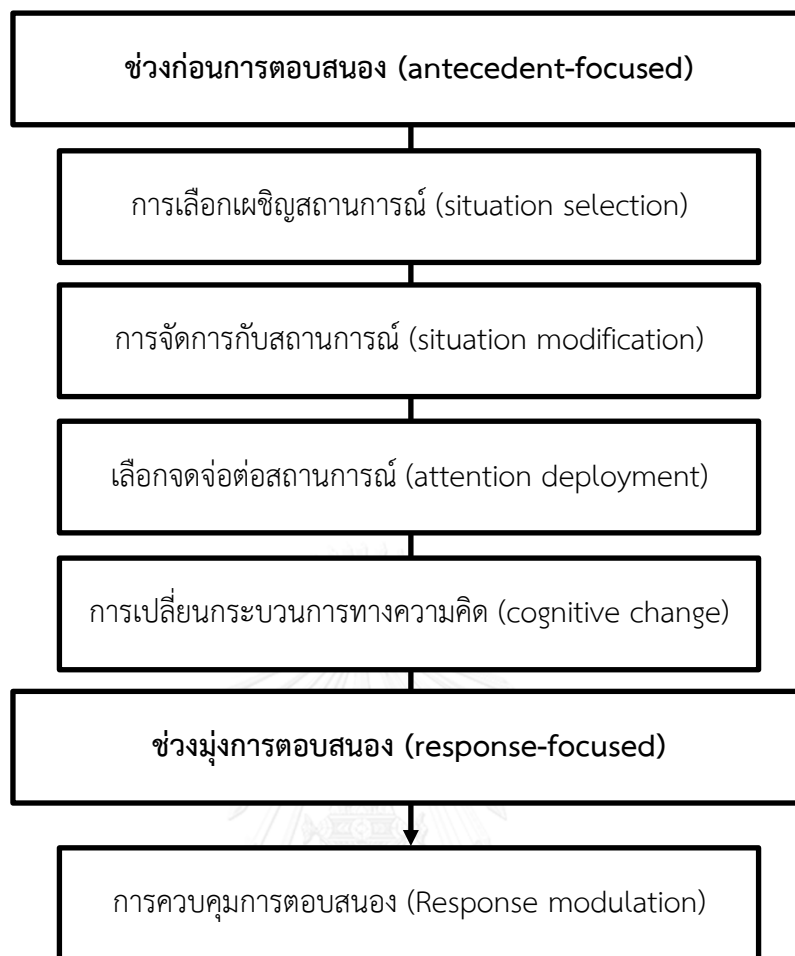 ช่วงก่อนการตอบสนอง (antecedent-focused)
การเลือกเผชิญสถานการณ์ (situation selection)
การจัดการกับสถานการณ์ (situation modification)
เลือกจดจ่อต่อสถานการณ์ (attention deployment)
การเปลี่ยนกระบวนการทางความคิด (cognitive change)
ช่วงมุ่งการตอบสนอง (response-focused)
การควบคุมการตอบสนอง (Response modulation)